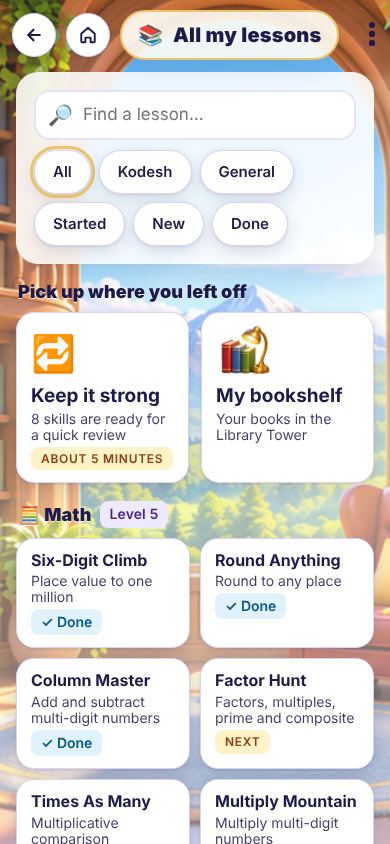 All my lessons
Find a lesson...
All
Kodesh
General
Started
New
Done
Pick up where you left off
Keep it strong
8 skills are ready for
a quick review
ABOUT 5 MINUTES
My bookshelf
Your books in the
Library Tower
Math
Level 5
Six-Digit Climb
Place value to one
million
✓ Done
Round Anything
Round to any place
✓ Done
Column Master
Add and subtract
multi-digit numbers
✓ Done
Factor Hunt
Factors, multiples,
prime and composite
NEXT
Times As Many
Multiplicative
comparison
Multiply Mountain
Multiply multi-digit
numbers